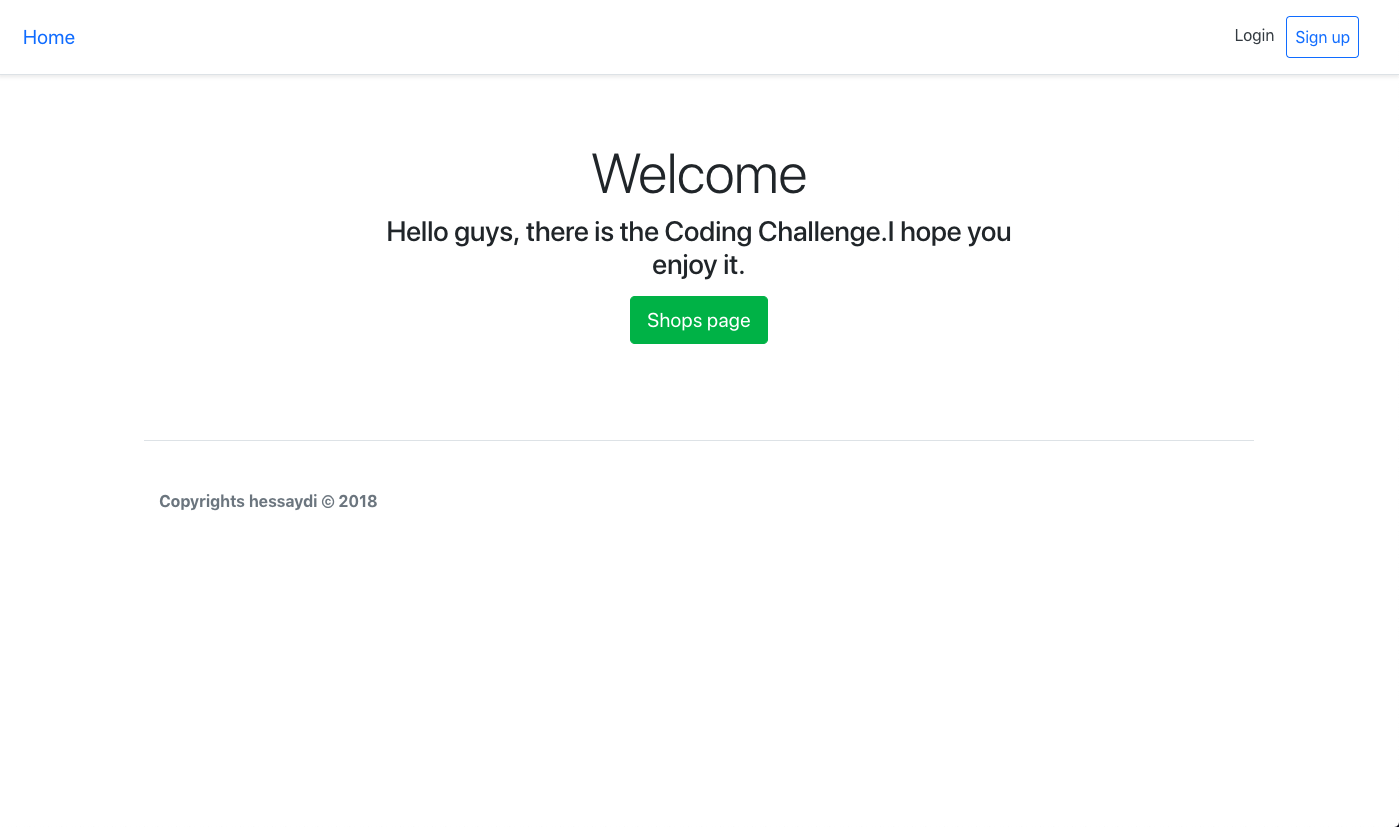 Home
Login
Sign up
Welcome
Hello guys, there is the Coding Challenge.I hope you
enjoy it.
Shops page
Copyrights hessaydi © 2018